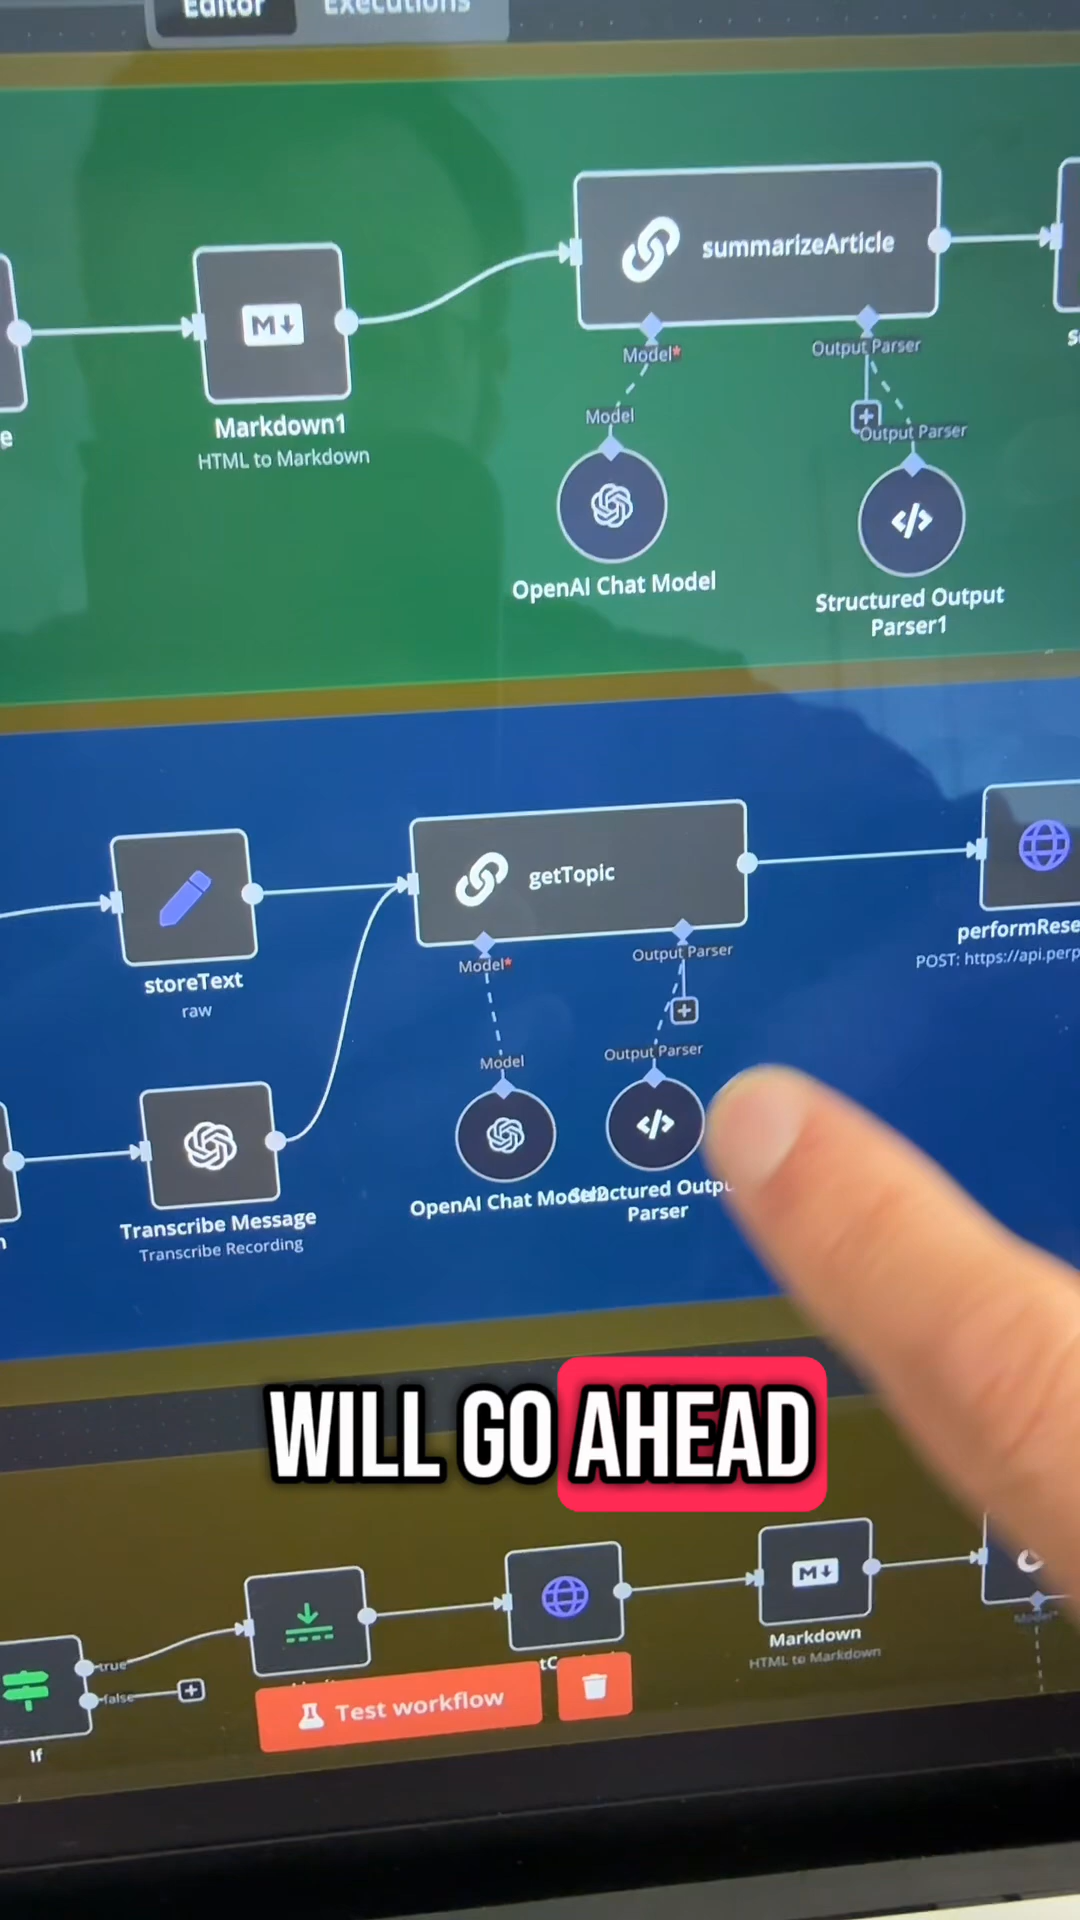 Editor
Executions
summarizeArticle
Model*
Output Parser
Model
Output Parser
Markdown1
HTML to Markdown
OpenAI Chat Model
Structured Output
Parser1
getTopic
storeText
raw
Model*
Output Parser
Model
Output Parser
performRese
POST: https://api.perp
Transcribe Message
Transcribe Recording
OpenAI Chat Model2
Structured Outpu
Parser
WILL GO AHEAD
true
false
If
Markdown
HTML to Markdown
Model*
Test workflow